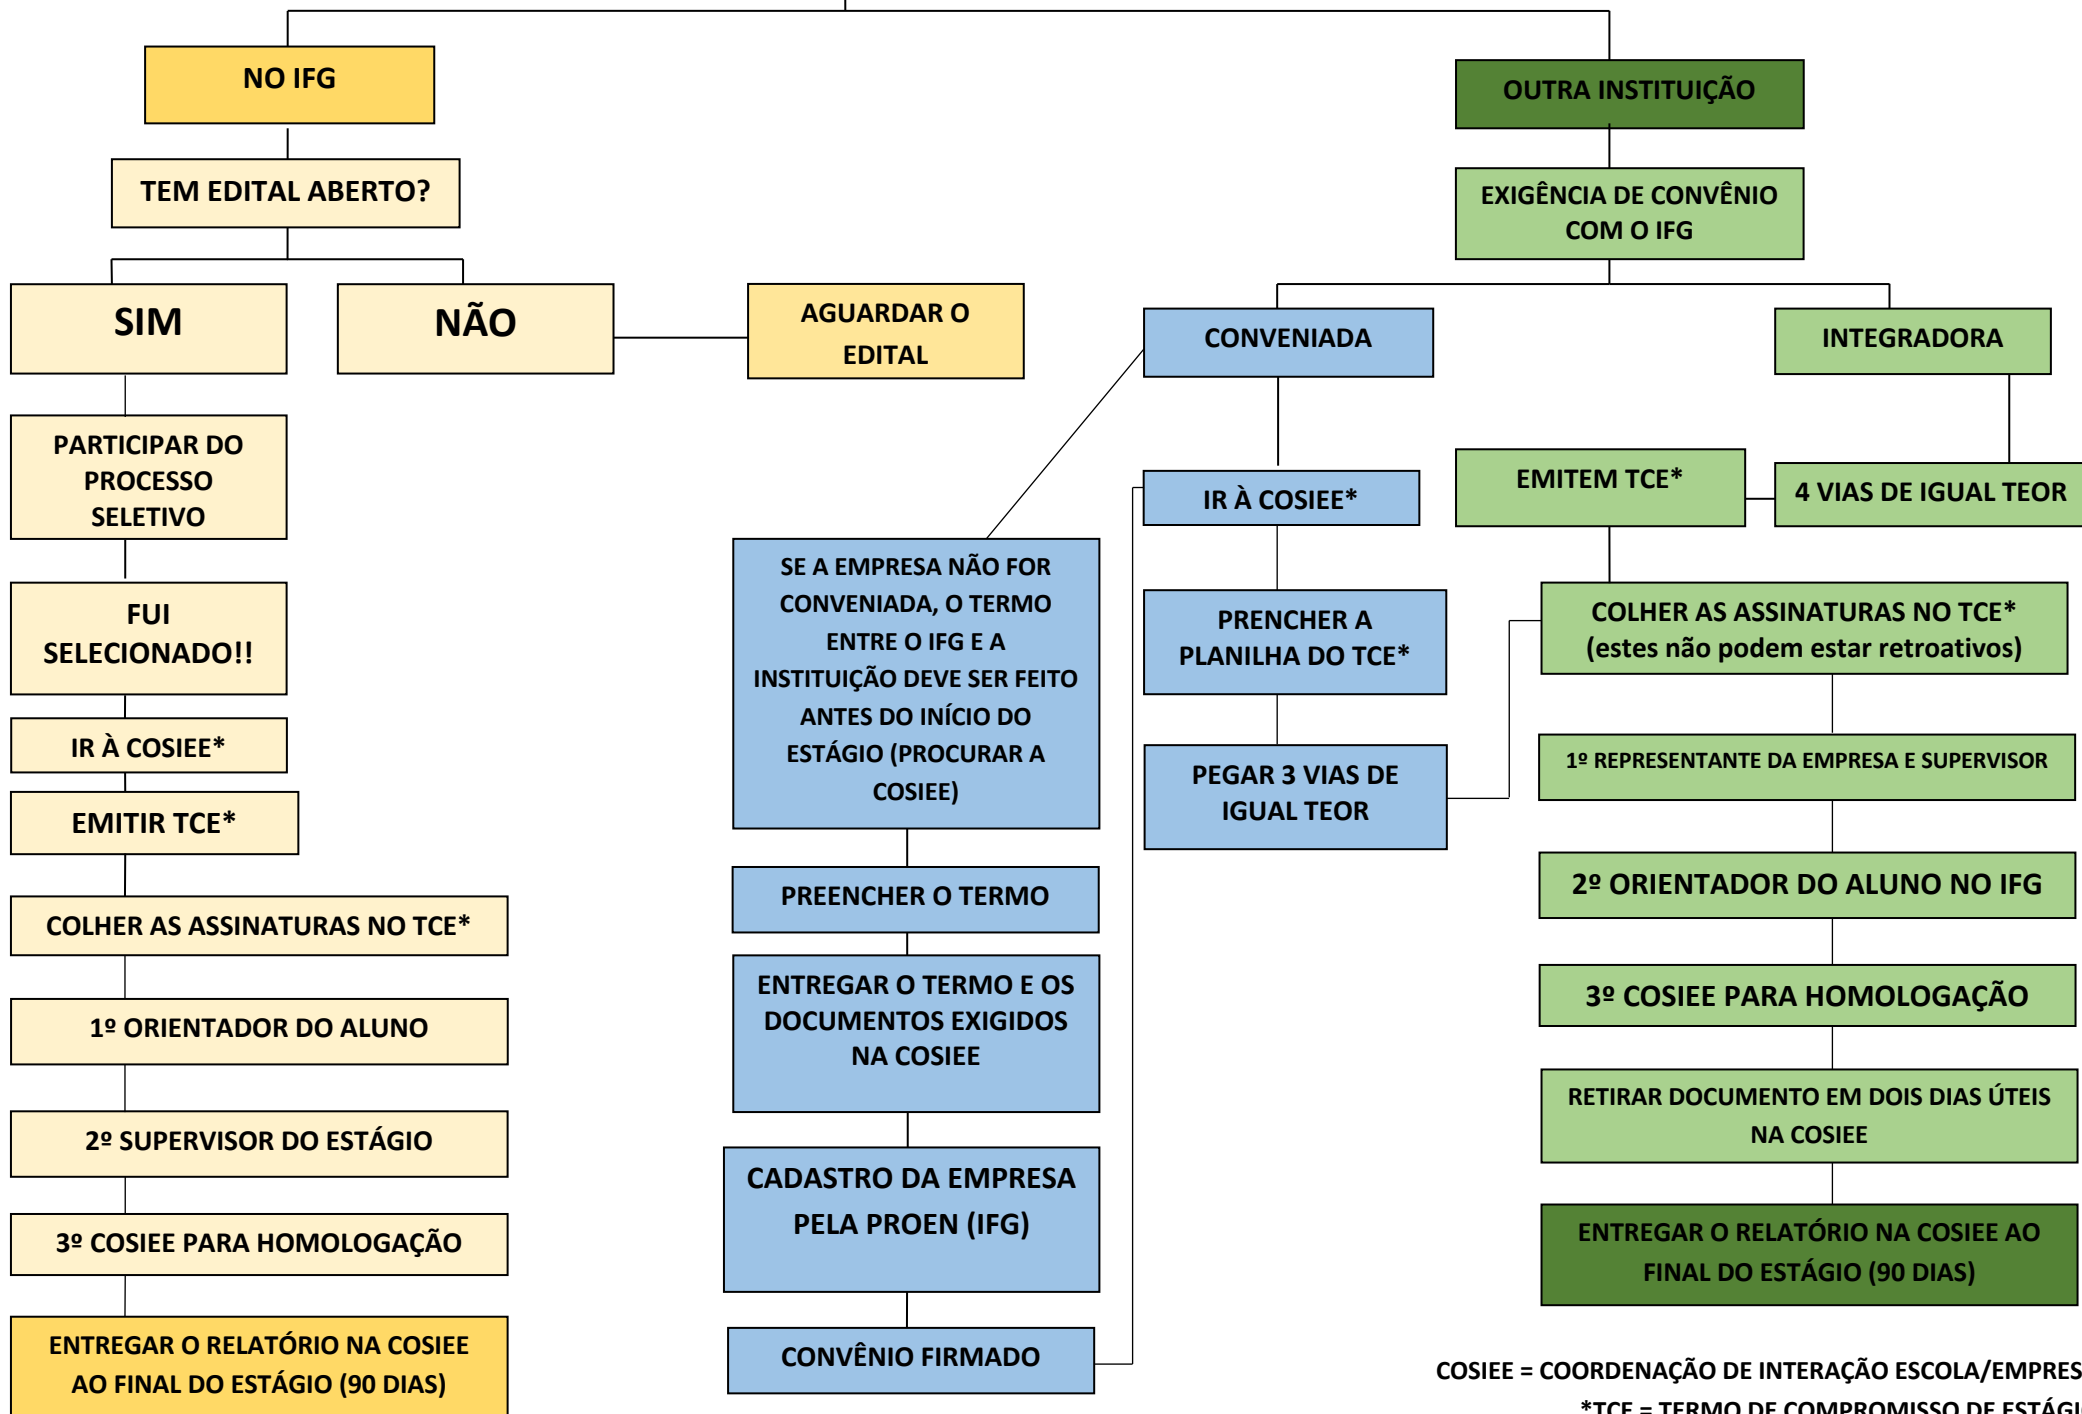 NO IFG
TEM EDITAL ABERTO?
SIM
NÃO
AGUARDAR O
EDITAL
PARTICIPAR DO
PROCESSO
SELETIVO
FUI
SELECIONADO!!
IR À COSIEE*
EMITIR TCE*
COLHER AS ASSINATURAS NO TCE*
1º ORIENTADOR DO ALUNO
2º SUPERVISOR DO ESTÁGIO
3º COSIEE PARA HOMOLOGAÇÃO
ENTREGAR O RELATÓRIO NA COSIEE
AO FINAL DO ESTÁGIO (90 DIAS)
OUTRA INSTITUIÇÃO
EXIGÊNCIA DE CONVÊNIO
COM O IFG
CONVENIADA
SE A EMPRESA NÃO FOR
CONVENIADA, O TERMO
ENTRE O IFG E A
INSTITUIÇÃO DEVE SER FEITO
ANTES DO INÍCIO DO
ESTÁGIO (PROCURAR A
COSIEE)
PREENCHER O TERMO
ENTREGAR O TERMO E OS
DOCUMENTOS EXIGIDOS
NA COSIEE
CADASTRO DA EMPRESA
PELA PROEN (IFG)
CONVÊNIO FIRMADO
IR À COSIEE*
PRENCHER A
PLANILHA DO TCE*
PEGAR 3 VIAS DE
IGUAL TEOR
INTEGRADORA
4 VIAS DE IGUAL TEOR
EMITEM TCE*
COLHER AS ASSINATURAS NO TCE*
(estes não podem estar retroativos)
1º REPRESENTANTE DA EMPRESA E SUPERVISOR
2º ORIENTADOR DO ALUNO NO IFG
3º COSIEE PARA HOMOLOGAÇÃO
RETIRAR DOCUMENTO EM DOIS DIAS ÚTEIS
NA COSIEE
ENTREGAR O RELATÓRIO NA COSIEE AO
FINAL DO ESTÁGIO (90 DIAS)
COSIEE = COORDENAÇÃO DE INTERAÇÃO ESCOLA/EMPRES
*TCE = TERMO DE COMPROMISSO DE ESTÁGI